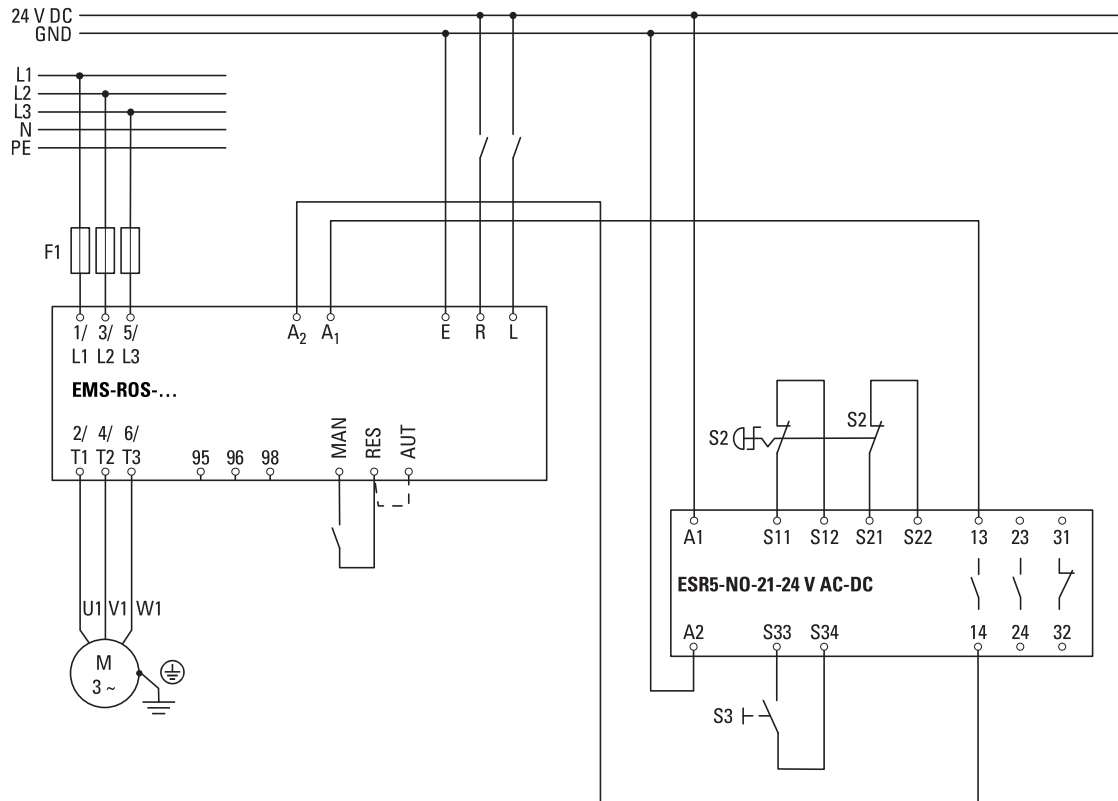 24 V DC
GND
L1
L2
L3
N
PE
F1
1/ 3/ 5/
L1 L2 L3
A2 A1 E R L
EMS-ROS-...
2/ 4/ 6/
T1 T2 T3
95 96 98
MAN
RES
AUT
U1 V1 W1
M
3 ~
S2
S2
A1 S11 S12 S21 S22 13 23 31
ESR5-NO-21-24 V AC-DC
A2 S33 S34 14 24 32
S3